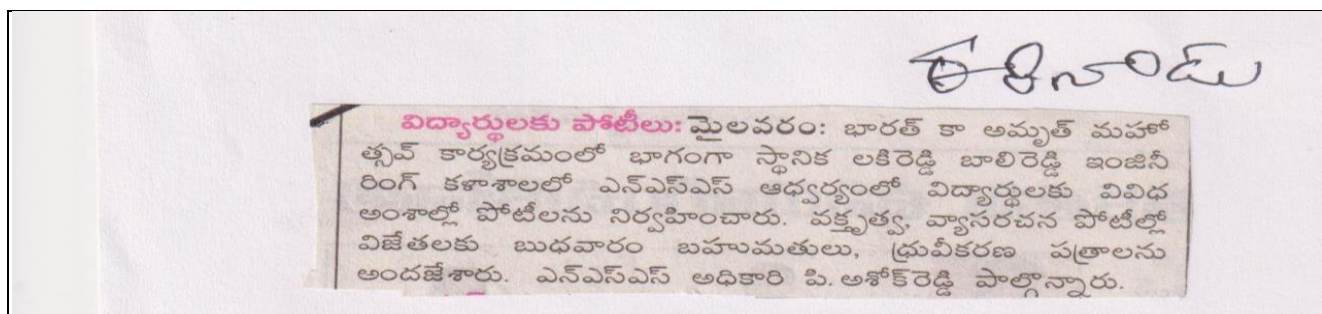 ఈనాడు
విద్యార్థులకు పోటీలు: మైలవరం: భారత్ కా అమృత్ మహో
త్సవ్ కార్యక్రమంలో భాగంగా స్థానిక లకిరెడ్డి బాలిరెడ్డి ఇంజినీ
రింగ్ కళాశాలలో ఎన్ఎస్ఎస్ ఆధ్వర్యంలో విద్యార్థులకు వివిధ
అంశాల్లో పోటీలను నిర్వహించారు. వక్తృత్వ, వ్యాసరచన పోటీల్లో
విజేతలకు బుధవారం బహుమతులు, ధ్రువీకరణ పత్రాలను
అందజేశారు. ఎన్ఎస్ఎస్ అధికారి పి.అశోక్‌రెడ్డి పాల్గొన్నారు.